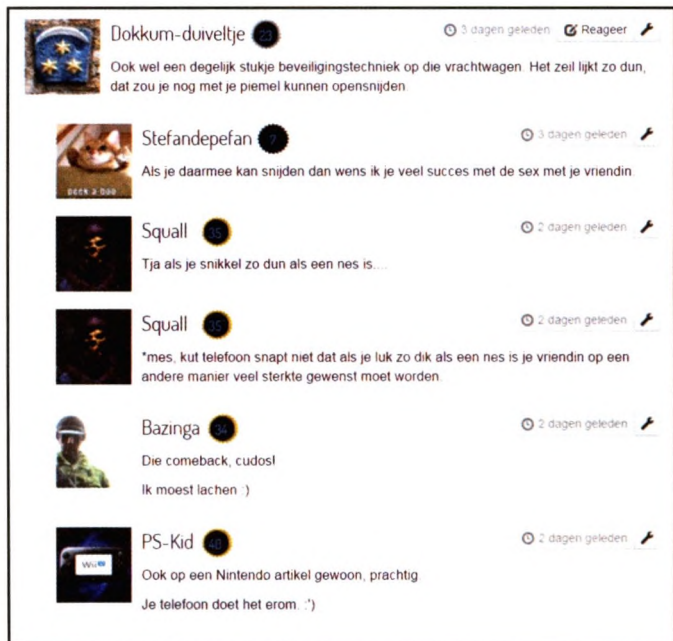 Dokkum-duiveltje 23 3 dagen geleden Reageer
Ook wel een degelijk stukje beveiligingstechniek op die vrachtwagen. Het zeil lijkt zo dun,
dat zou je nog met je piemel kunnen opensnijden.
Stefandepefan 7 3 dagen geleden
Als je daarmee kan snijden dan wens ik je veel succes met de sex met je vriendin.
PEEK A BOO
Squall 35 2 dagen geleden
Tja als je snikkel zo dun als een nes is....
Squall 35 2 dagen geleden
*mes, kut telefoon snapt niet dat als je luk zo dik als een nes is je vriendin op een
andere manier veel sterkte gewenst moet worden.
Bazinga 34 2 dagen geleden
Die comeback, cudos!
Ik moest lachen :)
PS-Kid 40 2 dagen geleden
Wii U
Ook op een Nintendo artikel gewoon, prachtig.
Je telefoon doet het erom. :')